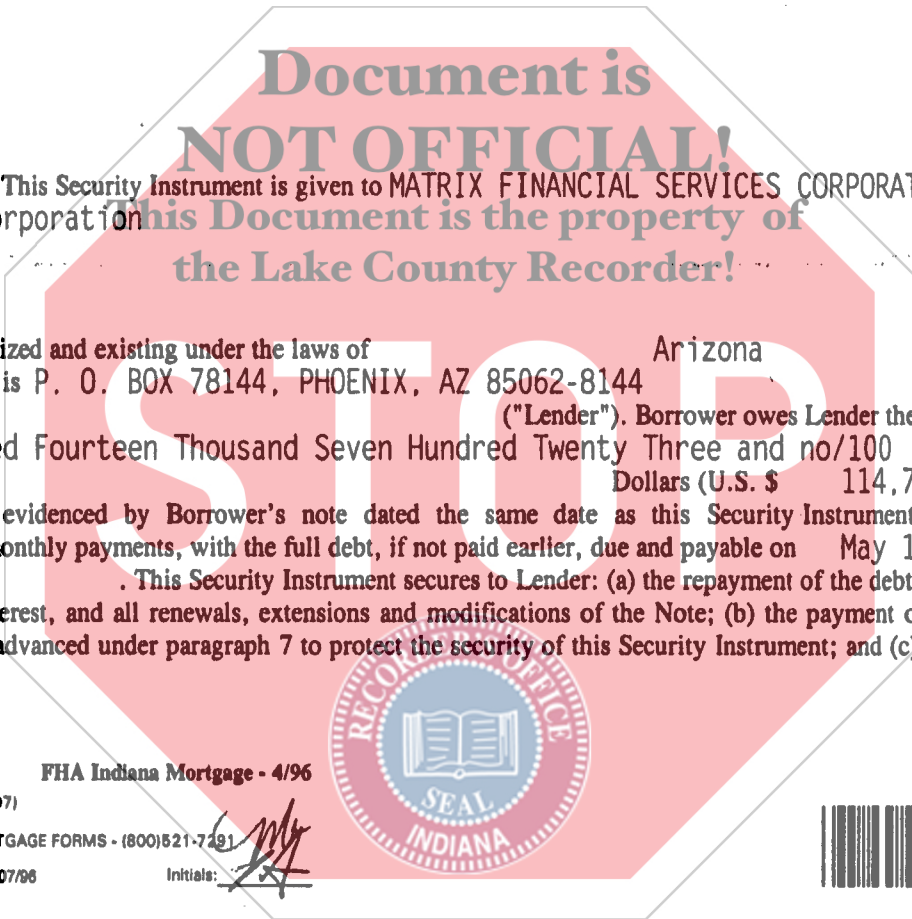 Document is
NOT OFFICIAL!
This Security Instrument is given to MATRIX FINANCIAL SERVICES CORPORAT
rporation
This Document is the property of
the Lake County Recorder!
ized and existing under the laws of Arizona
is P. O. BOX 78144, PHOENIX, AZ 85062-8144
("Lender"). Borrower owes Lender the
d Fourteen Thousand Seven Hundred Twenty Three and no/100
Dollars (U.S. $ 114,7
STOP
evidenced by Borrower's note dated the same date as this Security Instrument
onthly payments, with the full debt, if not paid earlier, due and payable on May 1
. This Security Instrument secures to Lender: (a) the repayment of the debt
erest, and all renewals, extensions and modifications of the Note; (b) the payment o
advanced under paragraph 7 to protect the security of this Security Instrument; and (c)
RECORDER'S OFFICE
SEAL
INDIANA
FHA Indiana Mortgage - 4/96
97)
TGAGE FORMS - (800)521-7291
07/96 Initials: